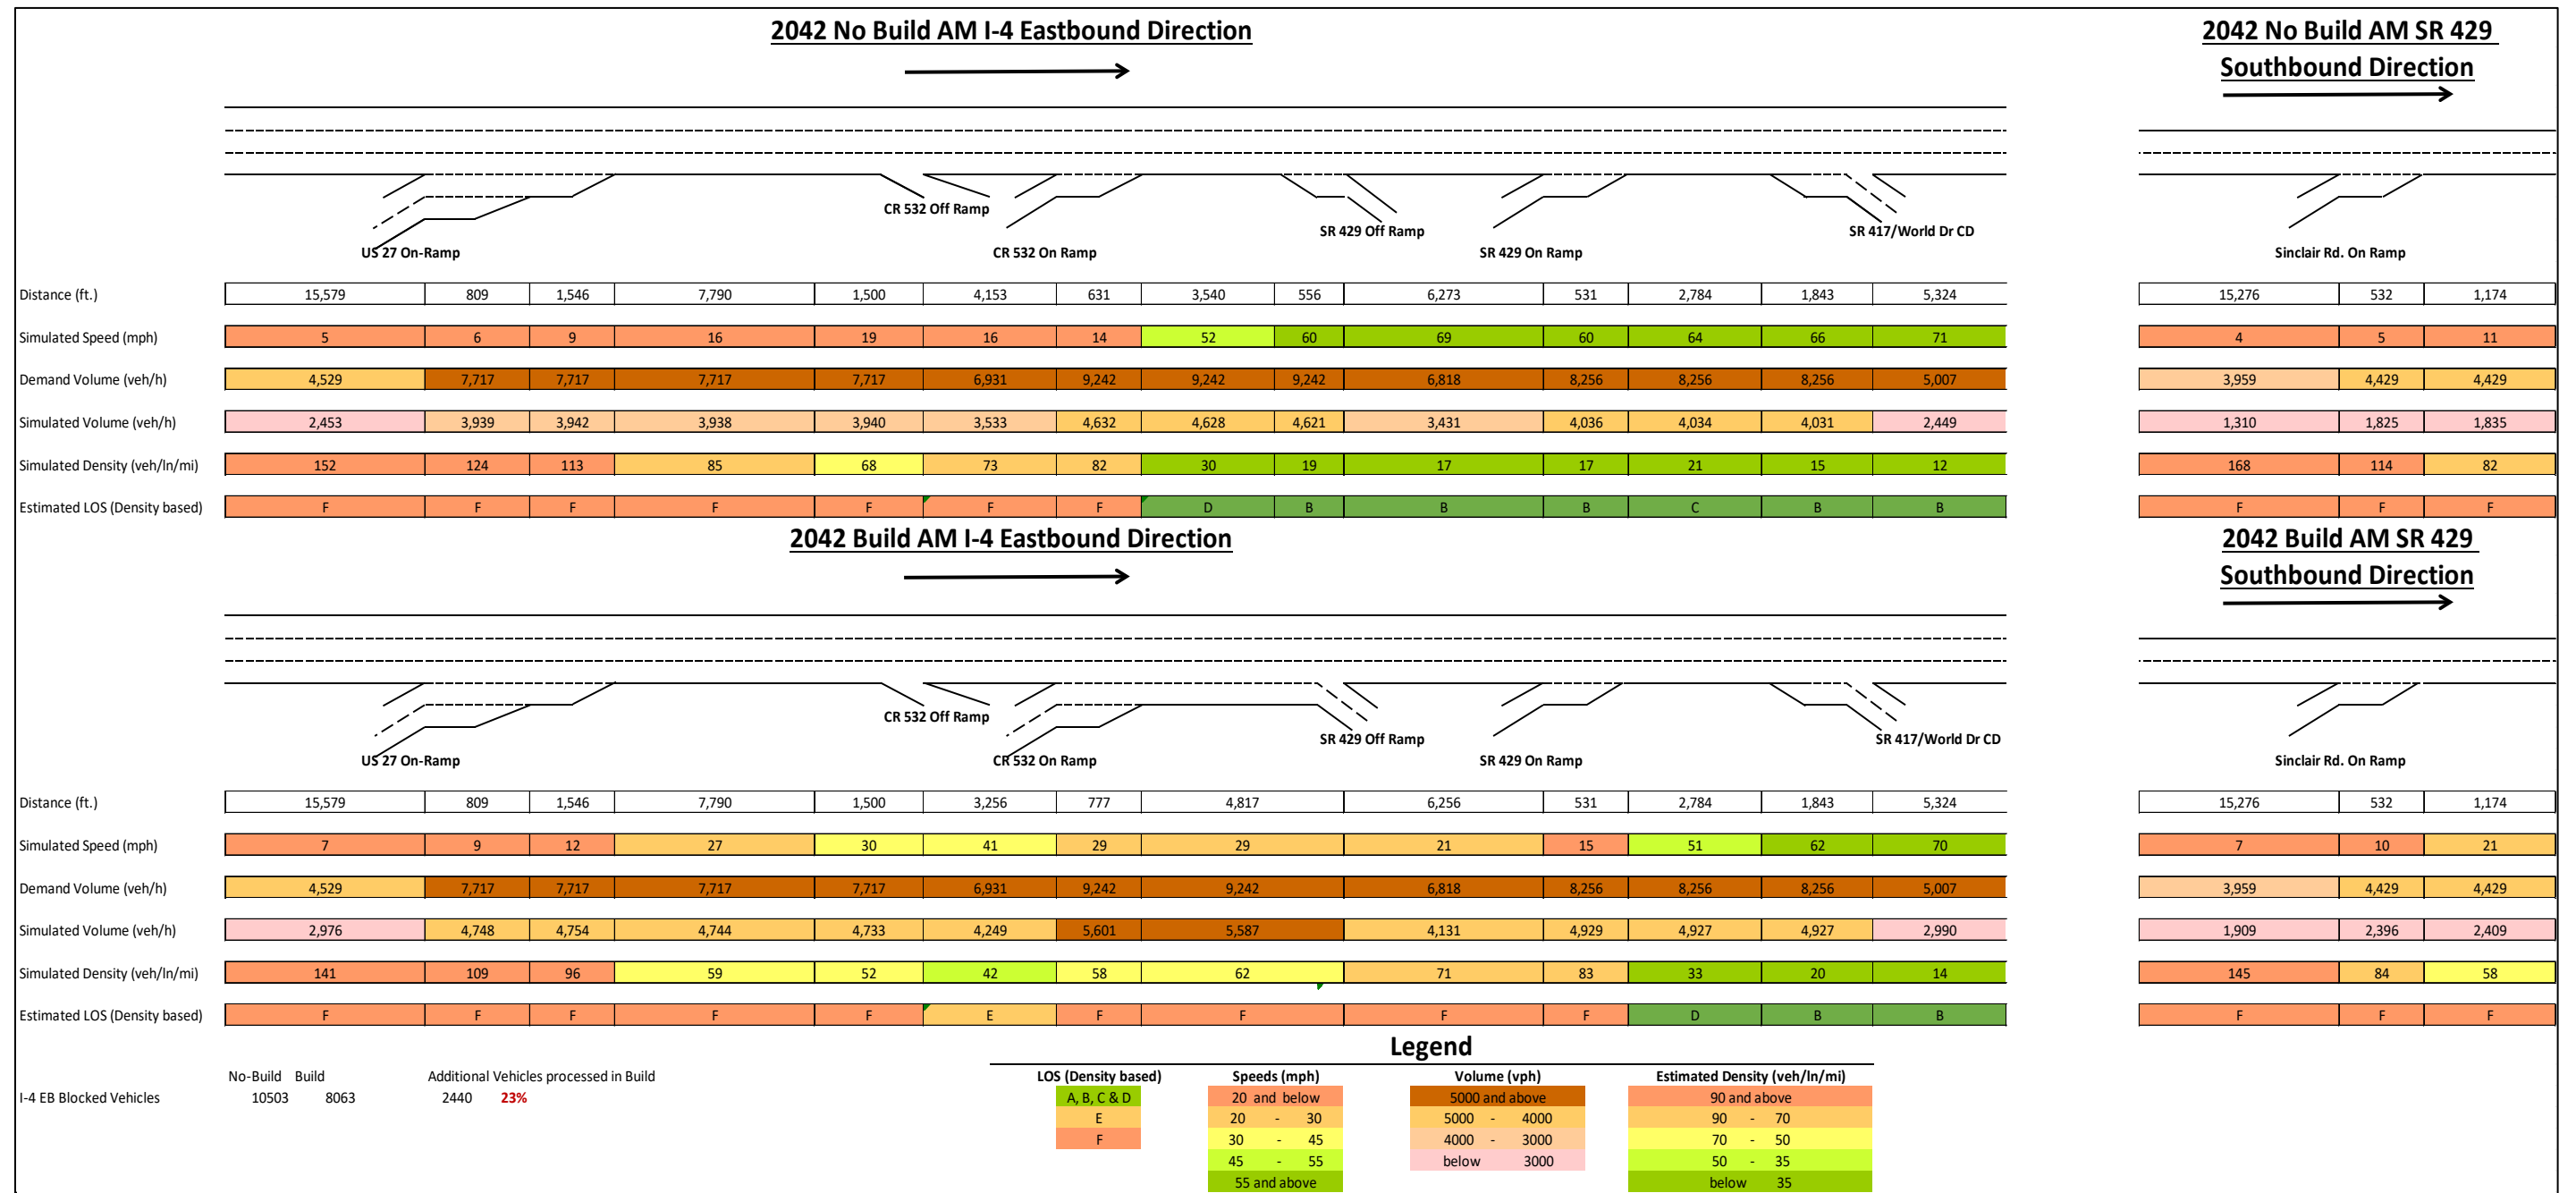 2042 No Build AM I-4 Eastbound Direction
2042 No Build AM SR 429
Southbound Direction
CR 532 Off Ramp
SR 429 Off Ramp
SR 417/World Dr CD
US 27 On-Ramp
CR 532 On Ramp
SR 429 On Ramp
Sinclair Rd. On Ramp
Distance (ft.) 15,579 809 1,546 7,790 1,500 4,153 631 3,540 556 6,273 531 2,784 1,843 5,324 15,276 532 1,174
Simulated Speed (mph) 5 6 9 16 19 16 14 52 60 69 60 64 66 71 4 5 11
Demand Volume (veh/h) 4,529 7,717 7,717 7,717 7,717 6,931 9,242 9,242 9,242 6,818 8,256 8,256 8,256 5,007 3,959 4,429 4,429
Simulated Volume (veh/h) 2,453 3,939 3,942 3,938 3,940 3,533 4,632 4,628 4,621 3,431 4,036 4,034 4,031 2,449 1,310 1,825 1,835
Simulated Density (veh/ln/mi) 152 124 113 85 68 73 82 30 19 17 17 21 15 12 168 114 82
Estimated LOS (Density based) F F F F F F F D B B B C B B F F F
2042 Build AM I-4 Eastbound Direction
2042 Build AM SR 429
Southbound Direction
CR 532 Off Ramp
SR 429 Off Ramp
SR 417/World Dr CD
US 27 On-Ramp
CR 532 On Ramp
SR 429 On Ramp
Sinclair Rd. On Ramp
Distance (ft.) 15,579 809 1,546 7,790 1,500 3,256 777 4,817 6,256 531 2,784 1,843 5,324 15,276 532 1,174
Simulated Speed (mph) 7 9 12 27 30 41 29 29 21 15 51 62 70 7 10 21
Demand Volume (veh/h) 4,529 7,717 7,717 7,717 7,717 6,931 9,242 9,242 6,818 8,256 8,256 8,256 5,007 3,959 4,429 4,429
Simulated Volume (veh/h) 2,976 4,748 4,754 4,744 4,733 4,249 5,601 5,587 4,131 4,929 4,927 4,927 2,990 1,909 2,396 2,409
Simulated Density (veh/ln/mi) 141 109 96 59 52 42 58 62 71 83 33 20 14 145 84 58
Estimated LOS (Density based) F F F F F E F F F F D B B F F F
Legend
No-Build Build Additional Vehicles processed in Build
I-4 EB Blocked Vehicles 10503 8063 2440 23%
LOS (Density based) Speeds (mph) Volume (vph) Estimated Density (veh/ln/mi)
A, B, C & D 20 and below 5000 and above 90 and above
E 20 - 30 5000 - 4000 90 - 70
F 30 - 45 4000 - 3000 70 - 50
45 - 55 below 3000 50 - 35
55 and above below 35